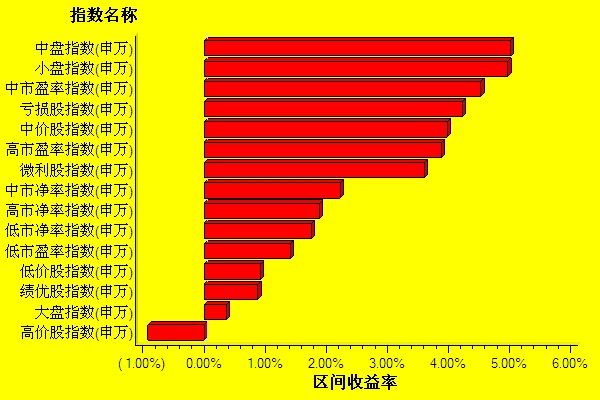 指数名称
中盘指数(申万)
小盘指数(申万)
中市盈率指数(申万)
亏损股指数(申万)
中价股指数(申万)
高市盈率指数(申万)
微利股指数(申万)
中市净率指数(申万)
高市净率指数(申万)
低市净率指数(申万)
低市盈率指数(申万)
低价股指数(申万)
绩优股指数(申万)
大盘指数(申万)
高价股指数(申万)
( 1.00%) 0.00% 1.00% 2.00% 3.00% 4.00% 5.00% 6.00%
区间收益率